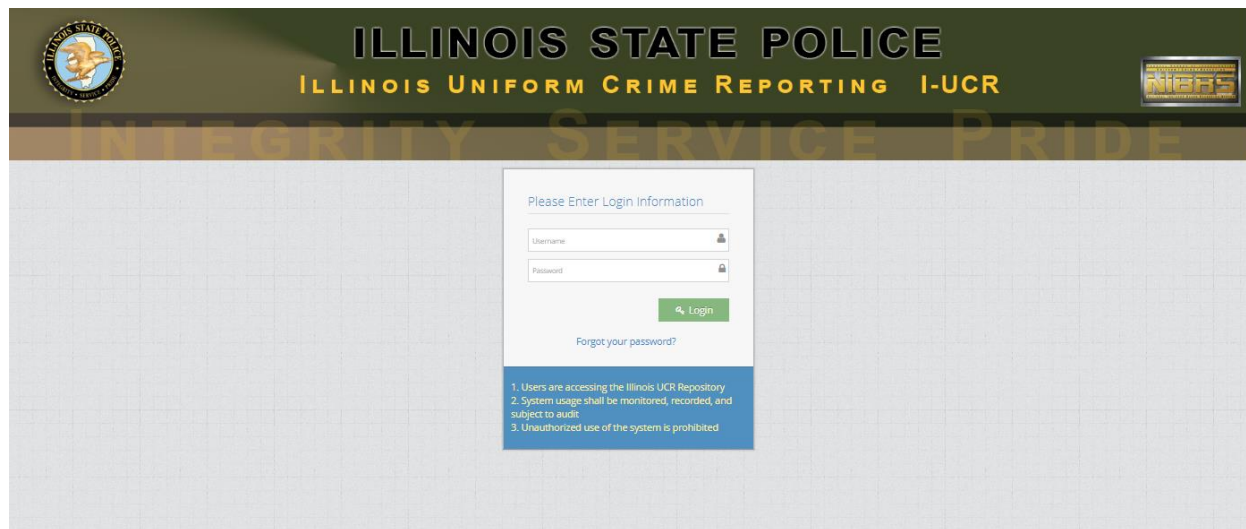 ILLINOIS STATE POLICE
ILLINOIS UNIFORM CRIME REPORTING I-UCR
NIBRS
INTEGRITY SERVICE PRIDE
Please Enter Login Information
Username
Password
Login
Forgot your password?
1. Users are accessing the Illinois UCR Repository
2. System usage shall be monitored, recorded, and
subject to audit
3. Unauthorized use of the system is prohibited